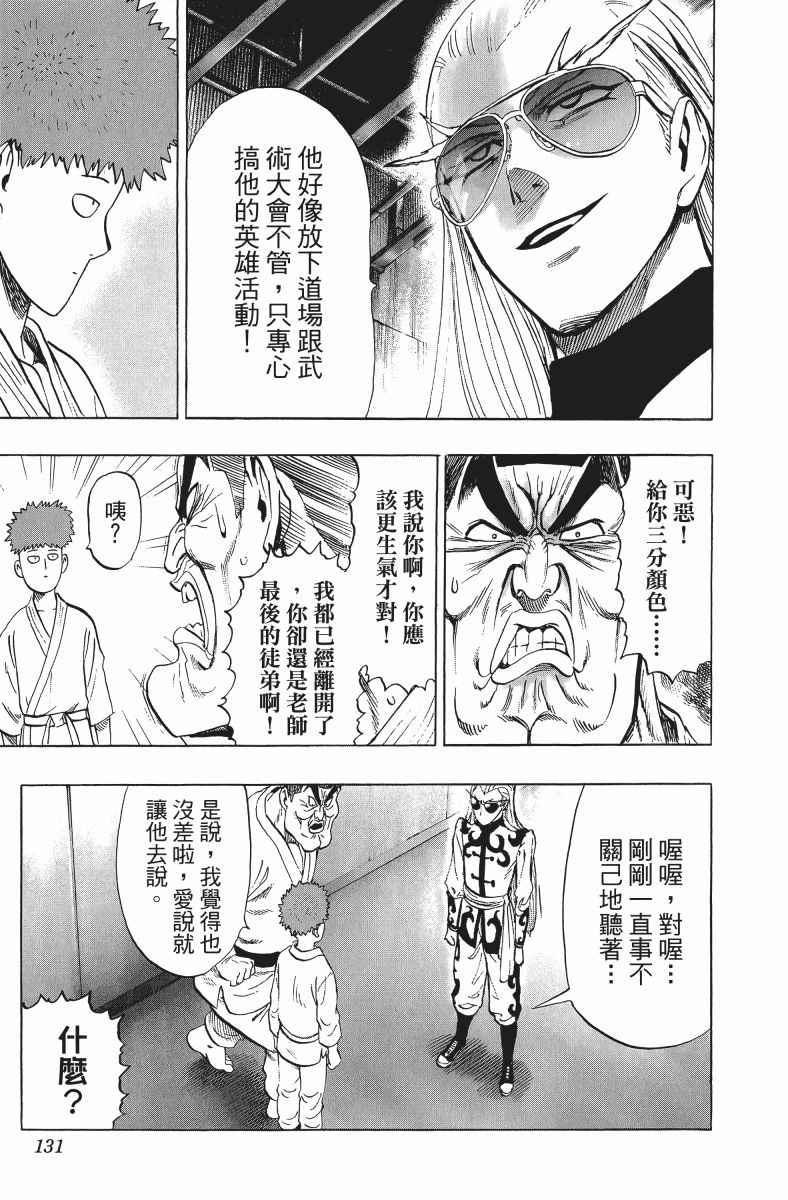 他好像放下道場跟武
術大會不管，只專心
搞他的英雄活動！
可惡！
給你三分顏色……
我說你啊，你應
該更生氣才對！
我都已經離開了
，你卻還是老師
最後的徒弟啊！
咦？
喔喔，對喔…
剛剛一直事不
關己地聽著…
是說，我覺得也
沒差啦，愛說就
讓他去說。
什麼？
131